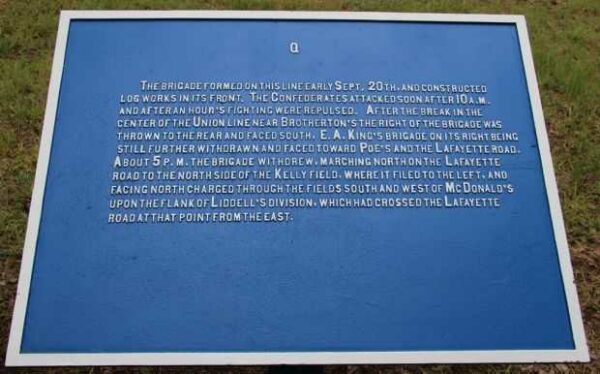 Q
The brigade formed on this line early Sept. 20th, and constructed
log works in its front. The Confederates attacked soon after 10 a.m.
and after an hour's fighting were repulsed. After the break in the
center of the Union line near Brotherton's the right of the brigade was
thrown to the rear and faced south, E. A. King's brigade on its right being
still further withdrawn and faced toward Poe's and the Lafayette road.
About 5 p.m. the brigade withdrew, marching north on the Lafayette
road to the north side of the Kelly field, where it filed to the left, and
facing north charged through the fields south and west of McDonald's
upon the flank of Liddell's division, which had crossed the Lafayette
road at that point from the east.